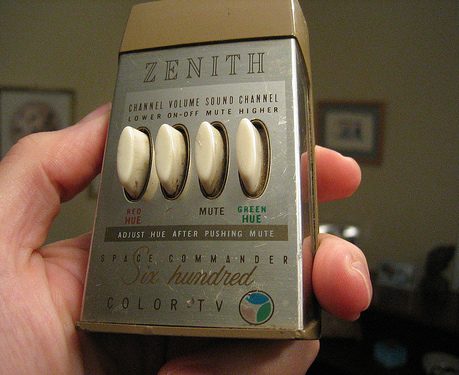 ZENITH
CHANNEL VOLUME SOUND CHANNEL
LOWER ON-OFF MUTE HIGHER
RED MUTE GREEN
HUE HUE
ADJUST HUE AFTER PUSHING MUTE
SPACE COMMANDER
Six hundred
COLOR TV